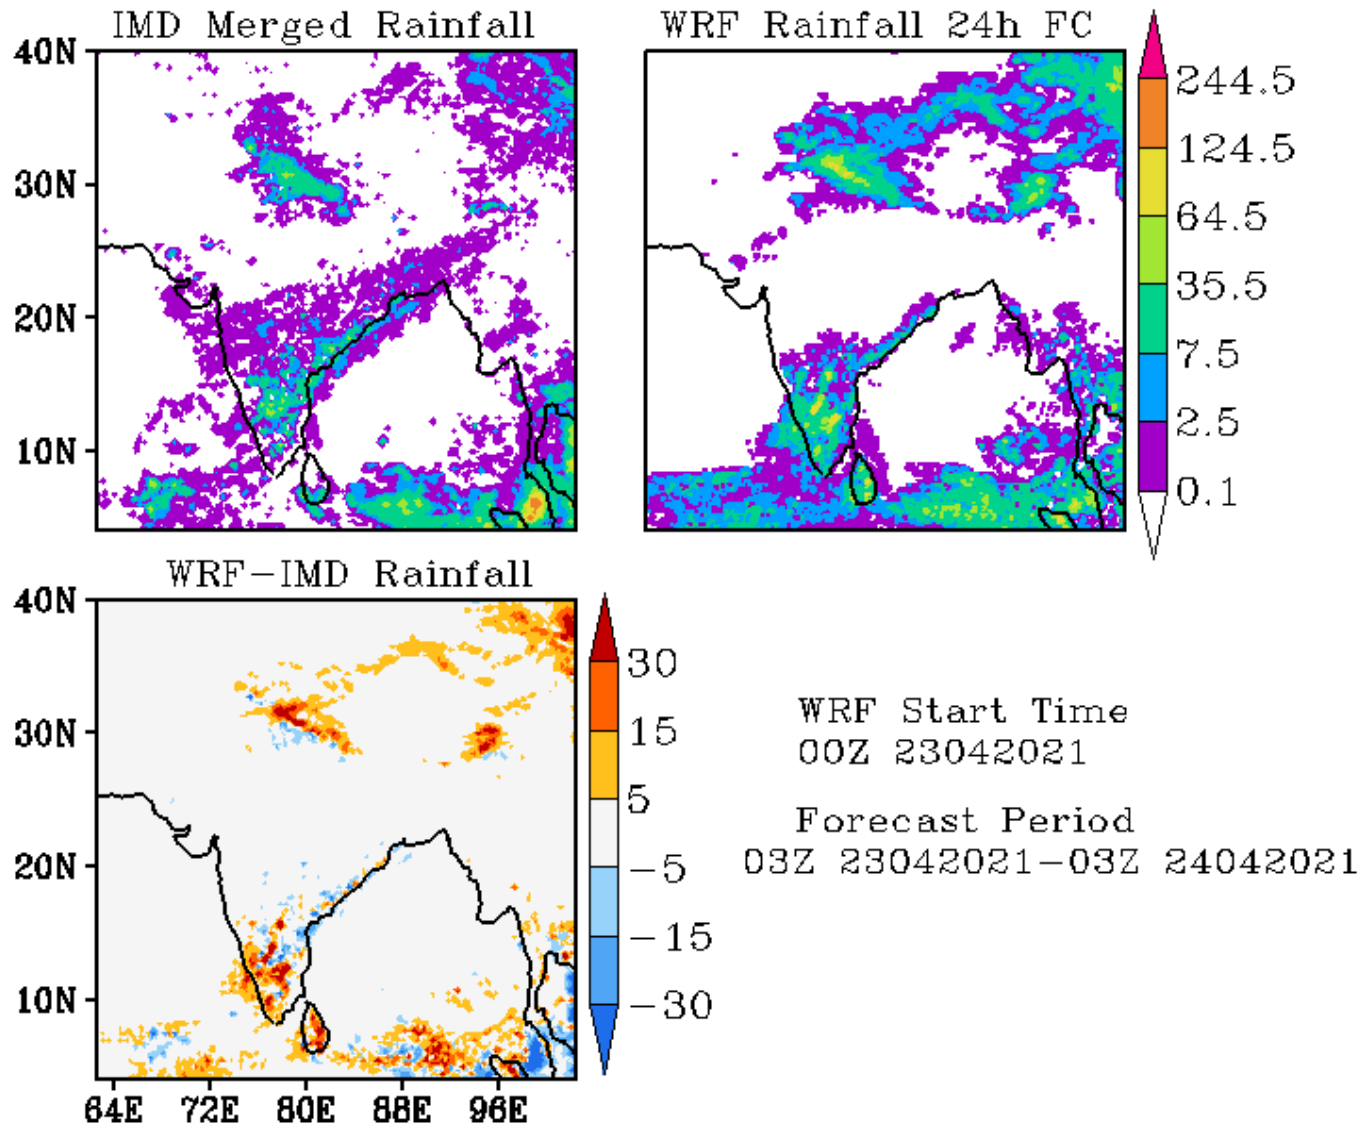 IMD Merged Rainfall
WRF Rainfall 24h FC
40N
30N
20N
10N
244.5
124.5
64.5
35.5
7.5
2.5
0.1
WRF-IMD Rainfall
40N
30N
20N
10N
64E 72E 80E 88E 96E
30
15
5
-5
-15
-30
WRF Start Time
00Z 23042021
Forecast Period
03Z 23042021-03Z 24042021